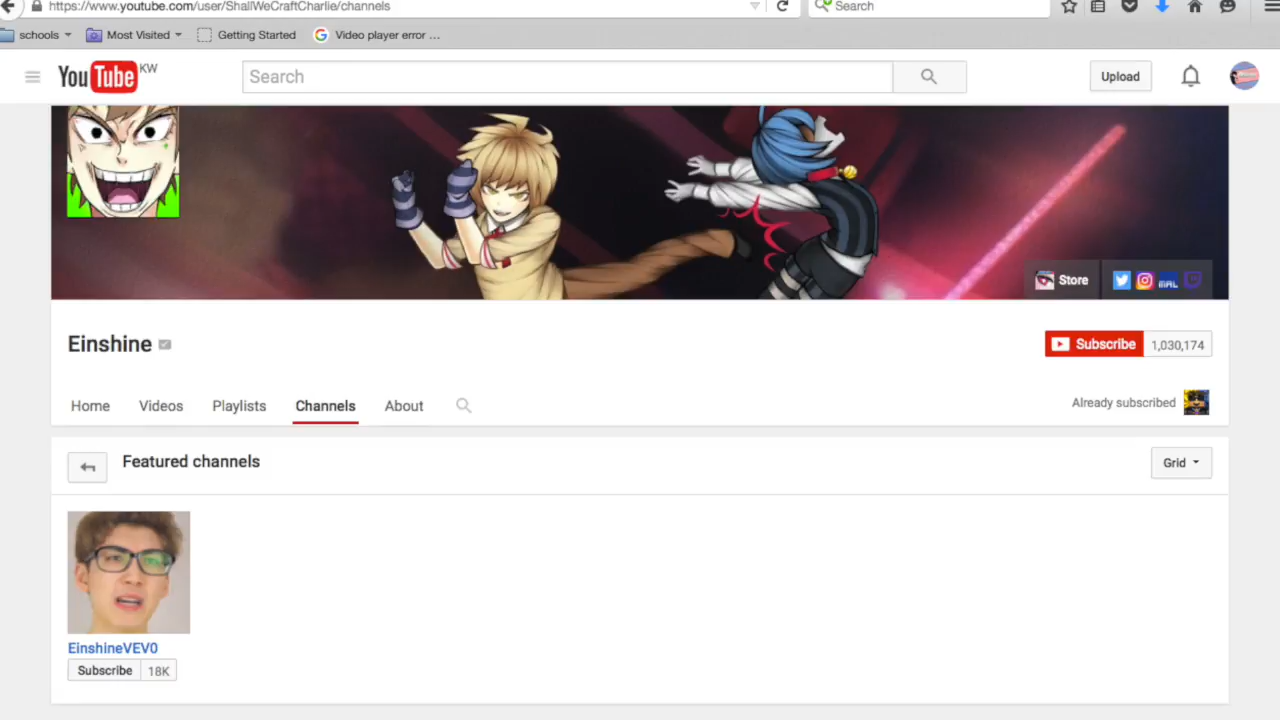 https://www.youtube.com/user/ShallWeCraftCharlie/channels
Search
schools
Most Visited
Getting Started
Video player error ...
YouTube KW
Search
Upload
Store
MAL
Einshine
Subscribe 1,030,174
Home
Videos
Playlists
Channels
About
Already subscribed
Featured channels
Grid
EinshineVEV0
Subscribe 18K